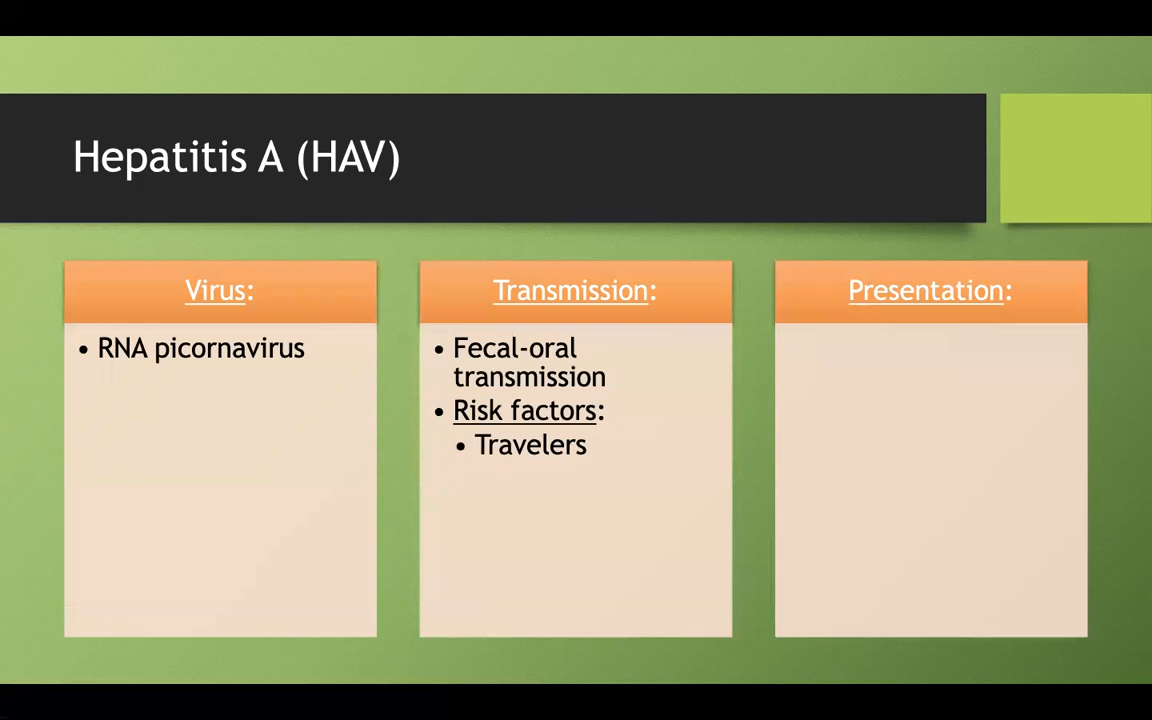 Hepatitis A (HAV)
Virus:
• RNA picornavirus
Transmission:
• Fecal-oral
transmission
• Risk factors:
• Travelers
Presentation: